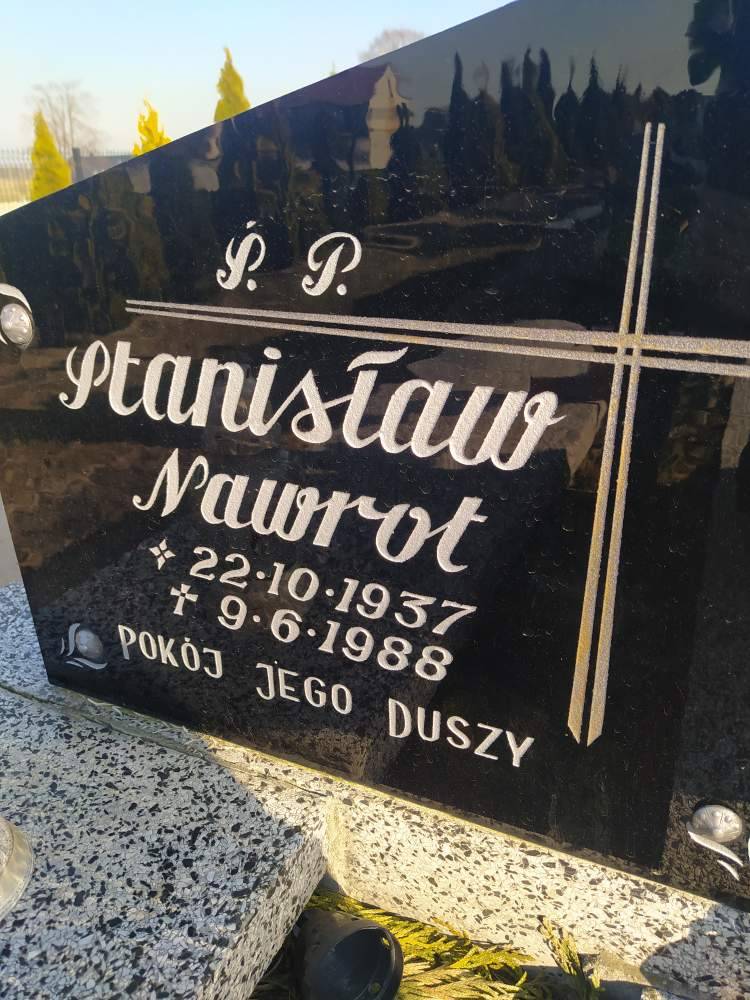 Ś. P.
Stanisław
Nawrot
22·10·1937
9·6·1988
POKÓJ JEGO DUSZY